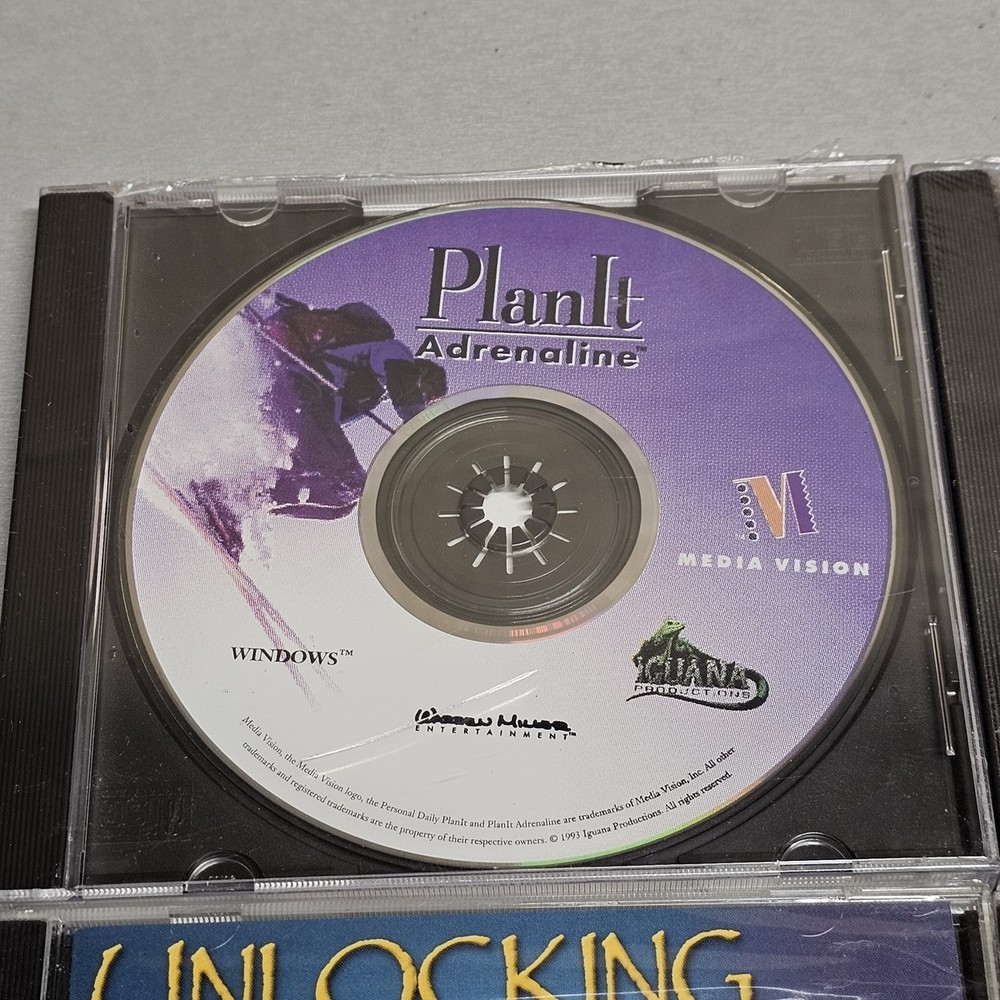 PlanIt
Adrenaline™
MEDIA VISION
IGUANA
PRODUCTIONS
WINDOWS™
WARREN MILLER
ENTERTAINMENT™
Media Vision, the Media Vision logo, the Personal Daily PlanIt and PlanIt Adrenaline are trademarks of Media Vision, Inc. All other
trademarks and registered trademarks are the property of their respective owners. © 1993 Iguana Productions. All rights reserved.
UNLOCKING